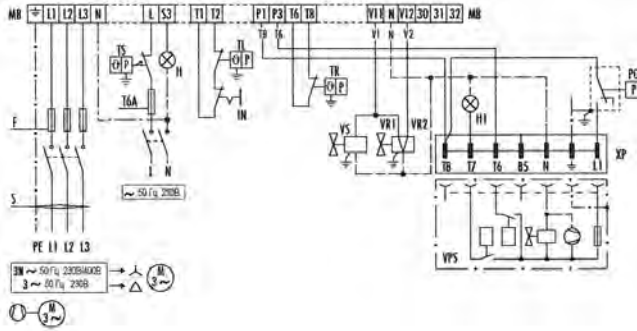 MB L1 L2 L3 N L S3 T1 T2 P1 P3 T6 T8 V11 N V12 30 31 32 MB
T8 T6 V1 N V2
TS P H TL P TR P
T6A IN
F H1 XP
VS VR1 VR2
T8 T7 T6 B5 N L1
L N
~ 50 Гц 230В
S
PE L1 L2 L3
VPS
3N ~ 50 Гц 230В/400В
3 ~ 50 Гц 230В
M
3~
M
3~